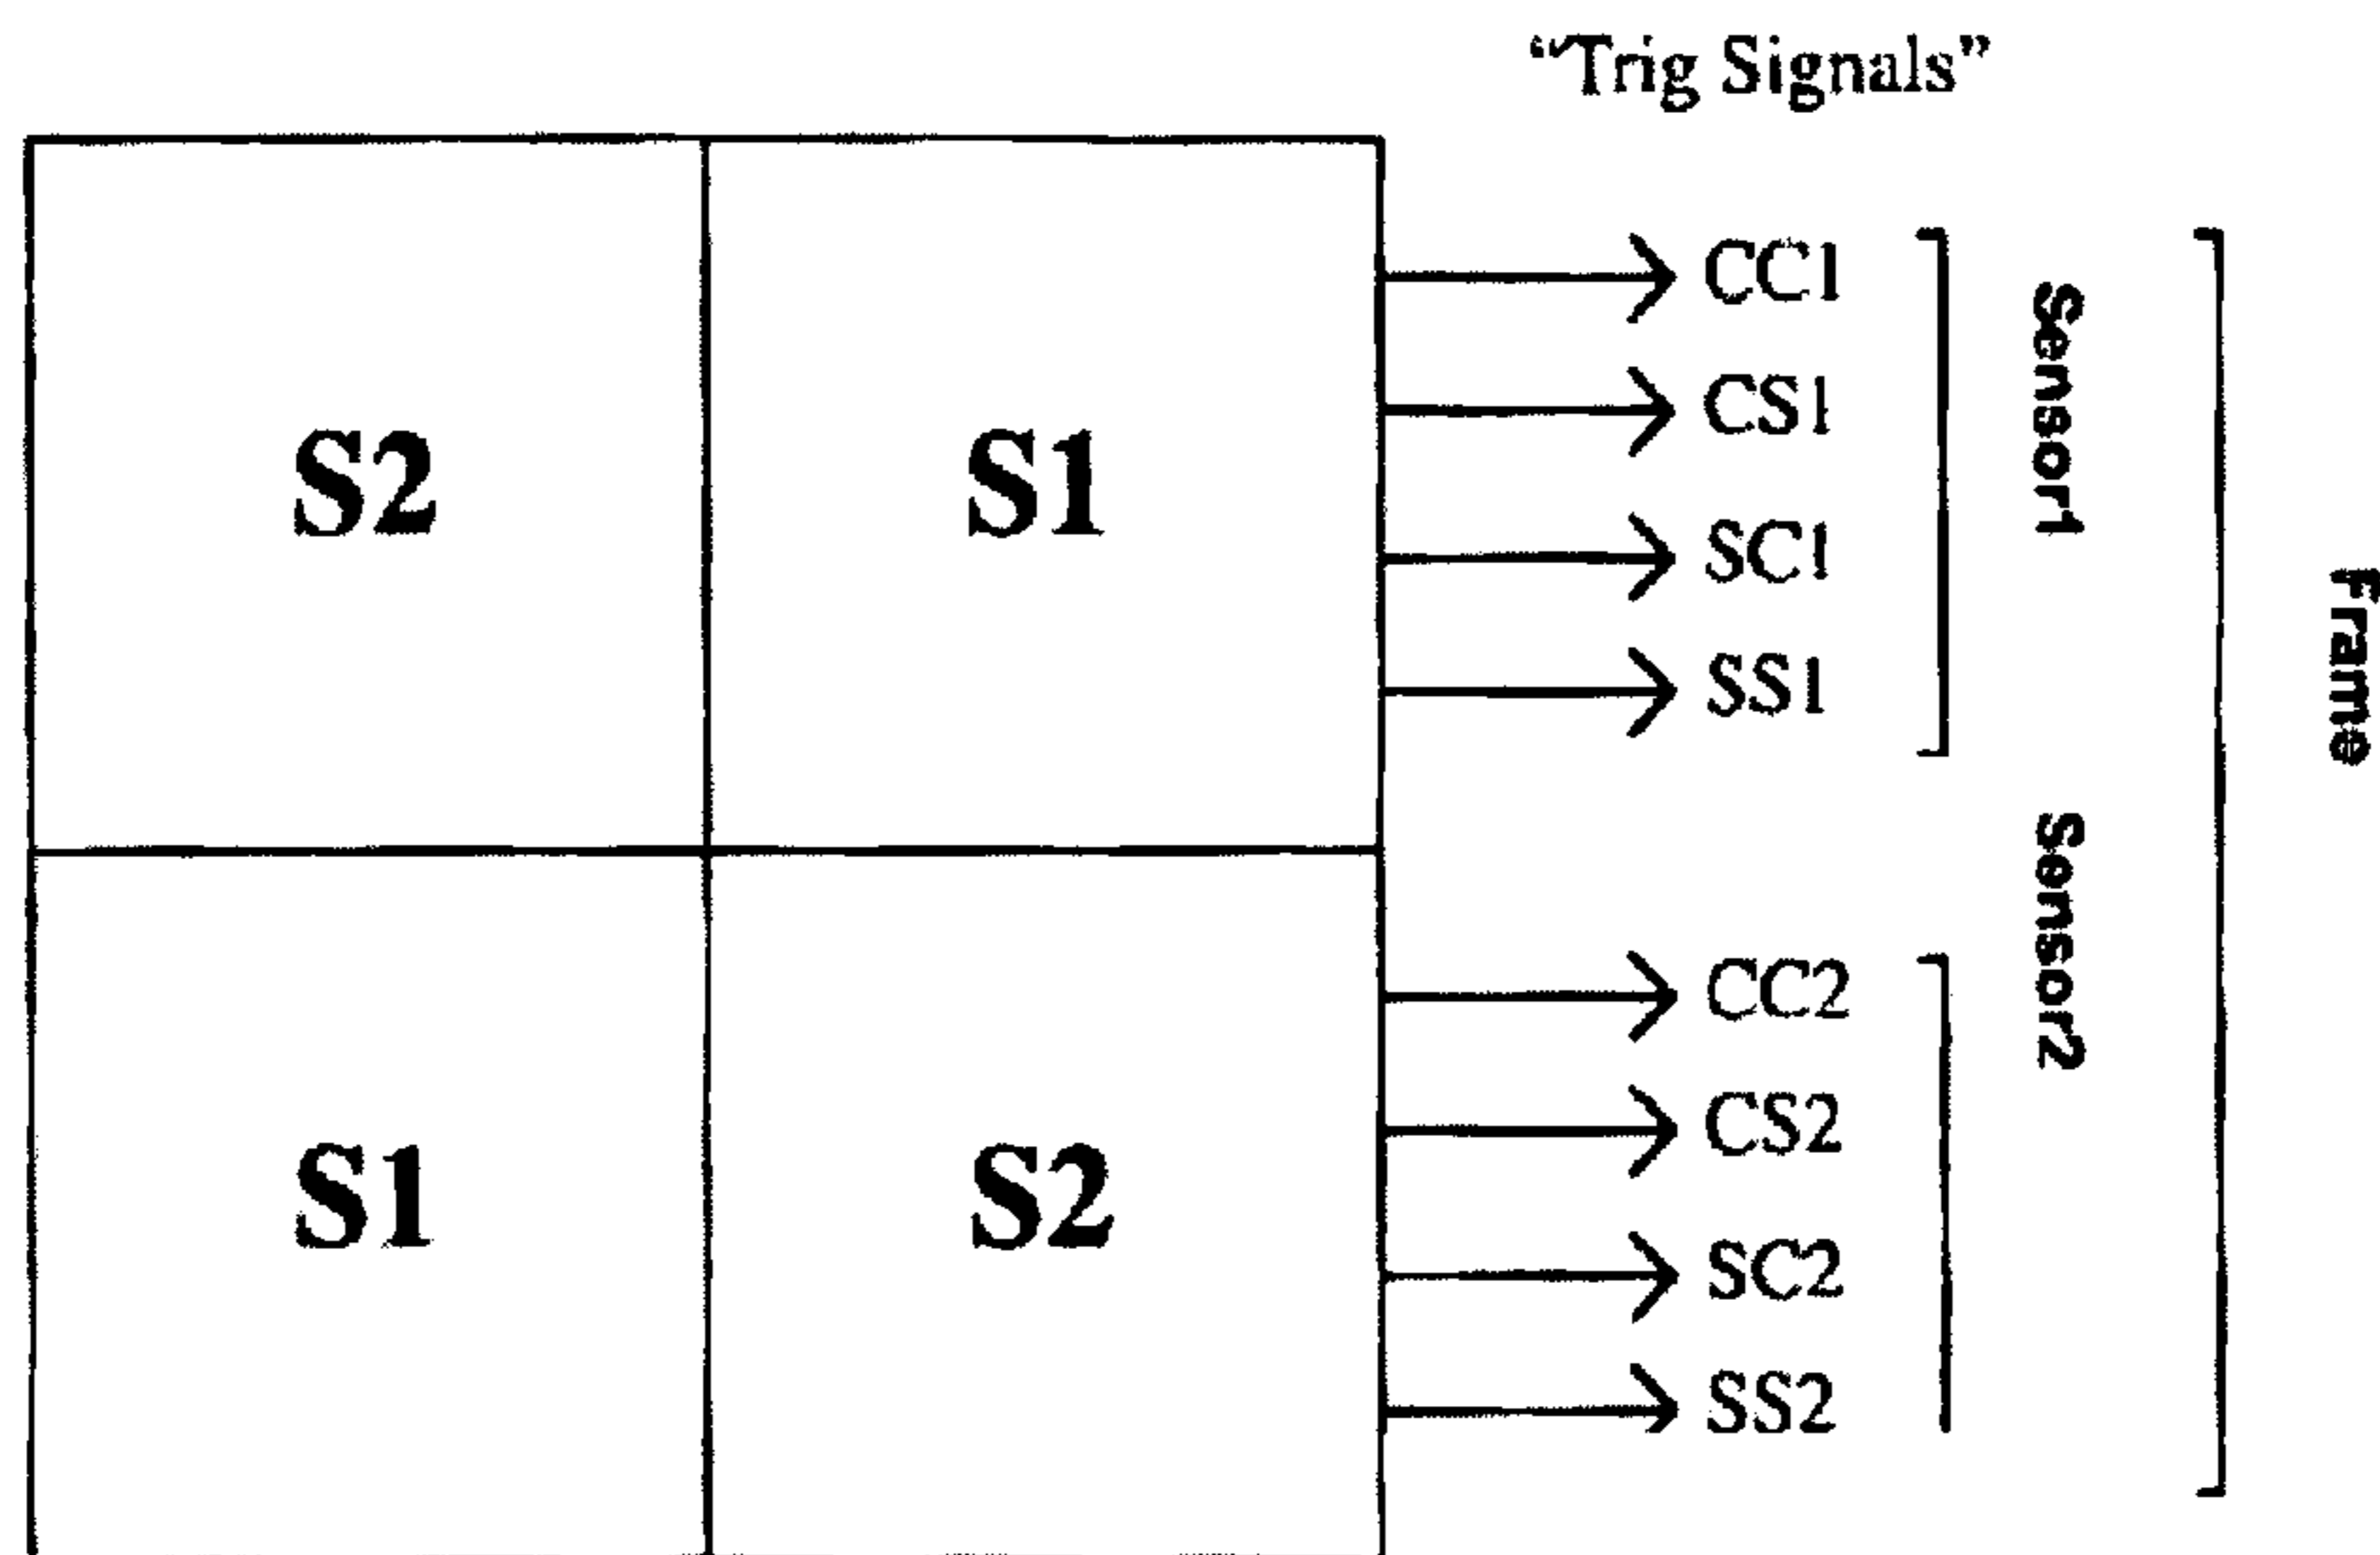 “Trig Signals”
S2
S1
S1
S2
CC1
CS1
SC1
SS1
CC2
CS2
SC2
SS2
Sensor1
Sensor2
Frame